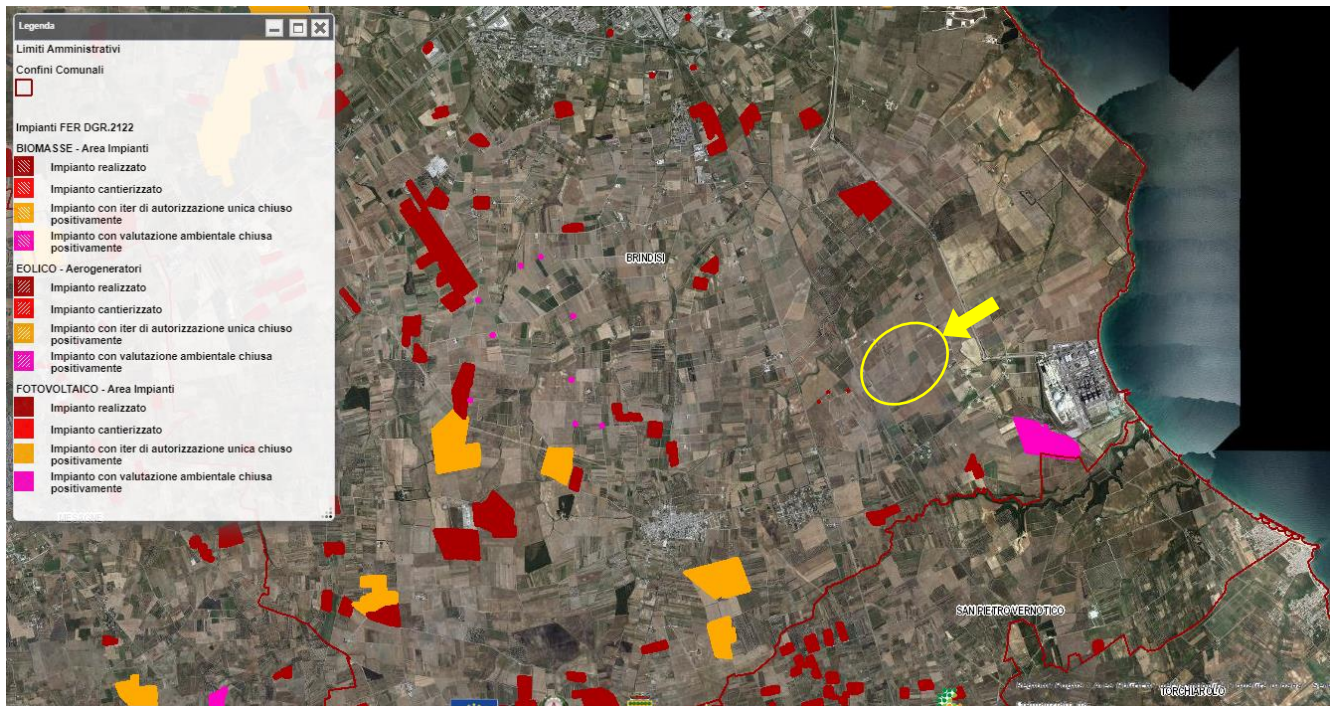 Legenda
Limiti Amministrativi
Confini Comunali
Impianti FER DGR.2122
BIOMASSE - Area Impianti
Impianto realizzato
Impianto cantierizzato
Impianto con iter di autorizzazione unica chiuso
positivamente
Impianto con valutazione ambientale chiusa
positivamente
EOLICO - Aerogeneratori
Impianto realizzato
Impianto cantierizzato
Impianto con iter di autorizzazione unica chiuso
positivamente
Impianto con valutazione ambientale chiusa
positivamente
FOTOVOLTAICO - Area Impianti
Impianto realizzato
Impianto cantierizzato
Impianto con iter di autorizzazione unica chiuso
positivamente
Impianto con valutazione ambientale chiusa
positivamente
BRINDISI
SAN PIETRO VERNOTICO
TORCHIAROLO